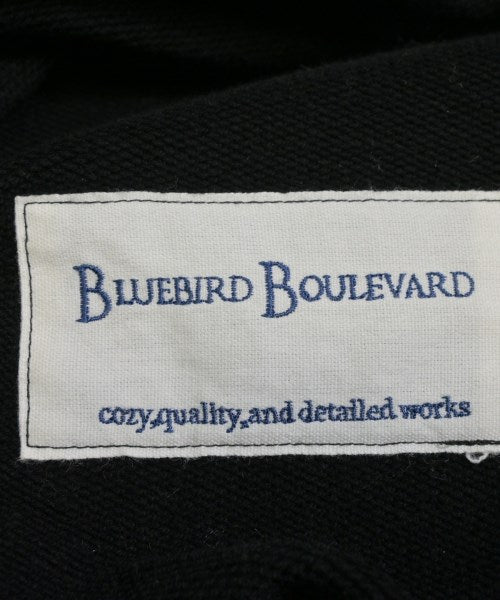 BLUEBIRD BOULEVARD
cozy,quality,and detailed works